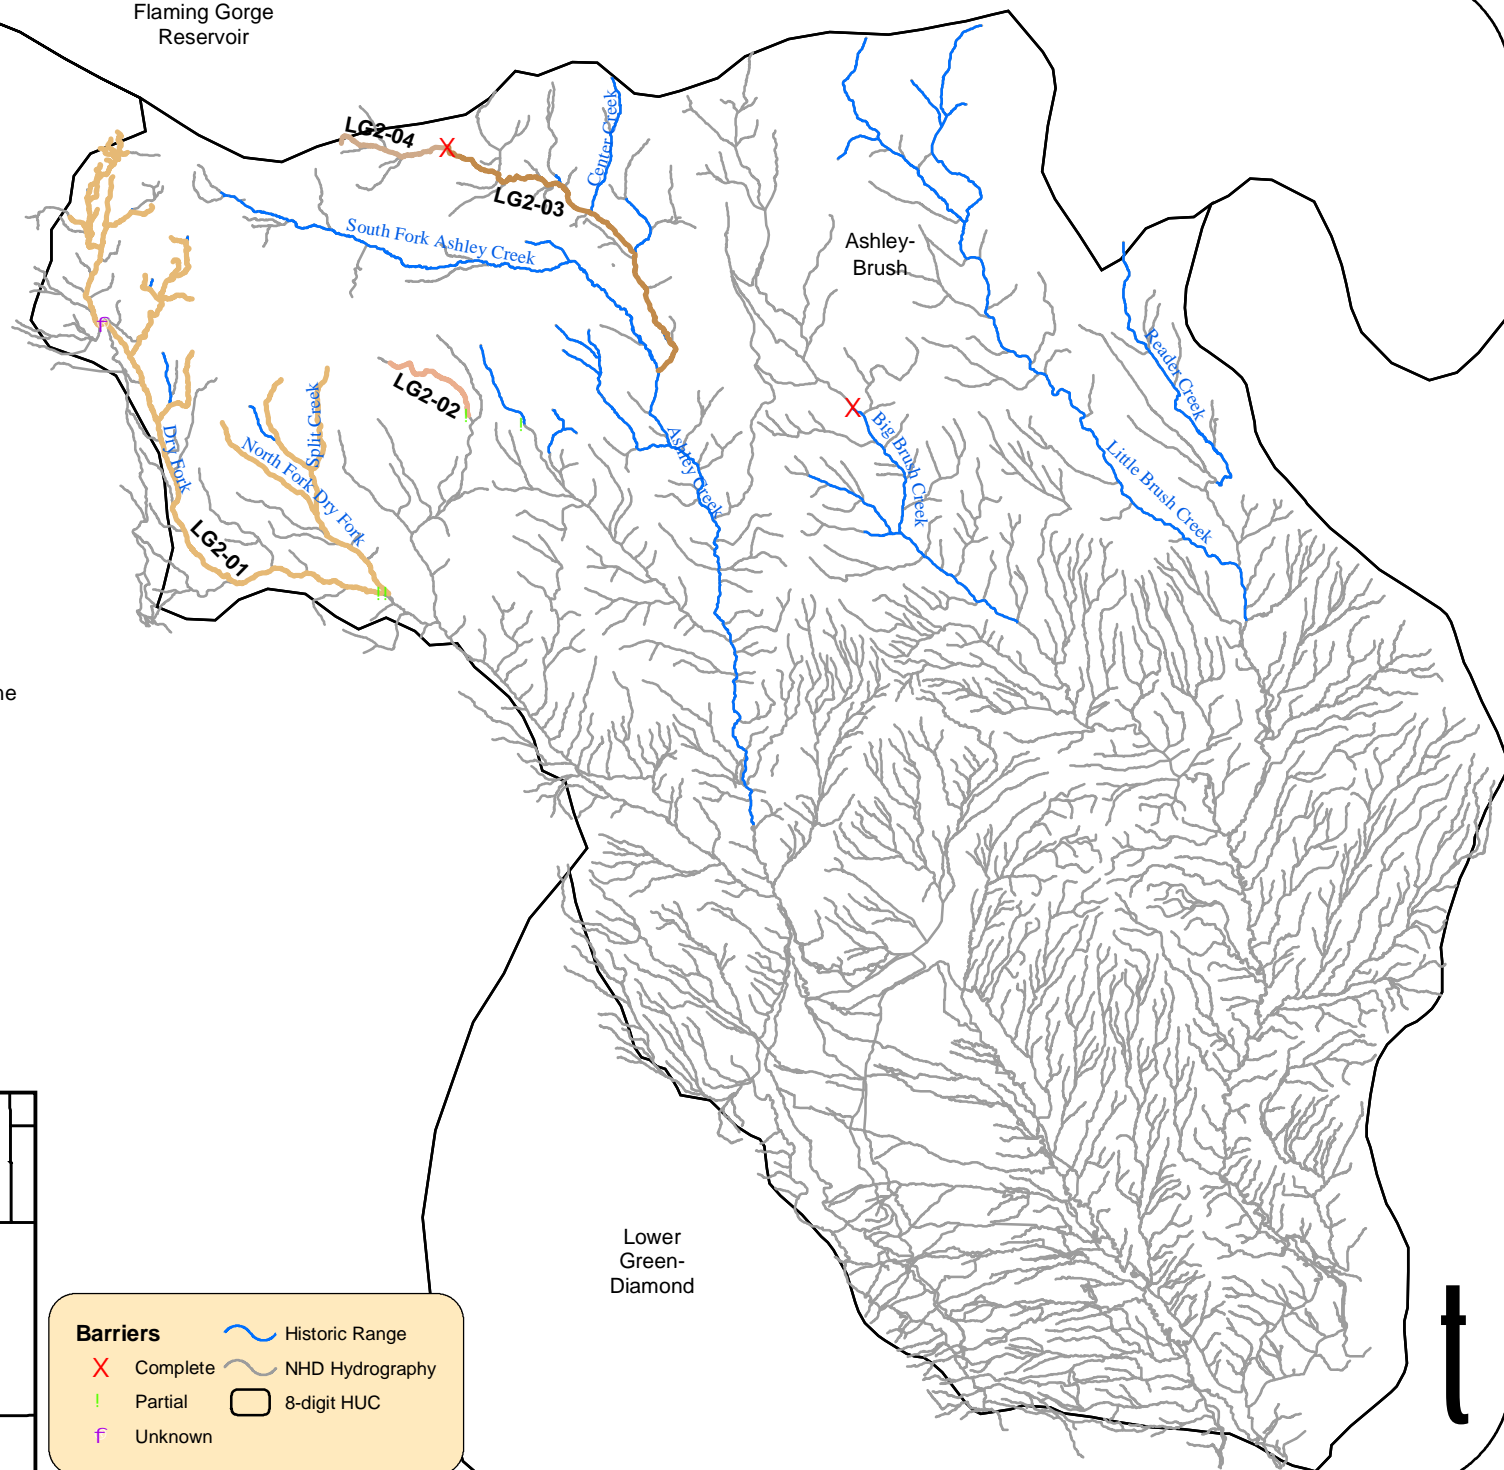 Flaming Gorge
Reservoir
LG2-04
X
Center Creek
LG2-03
South Fork Ashley Creek
Ashley-
Brush
f
Reader Creek
LG2-02
!
!
X
Split Creek
Dry Fork
North Fork Dry Fork
Ashley Creek
Big Brush Creek
Little Brush Creek
LG2-01
!!
ne
Lower
Green-
Diamond
t
Barriers
Historic Range
X Complete
NHD Hydrography
! Partial
8-digit HUC
f Unknown